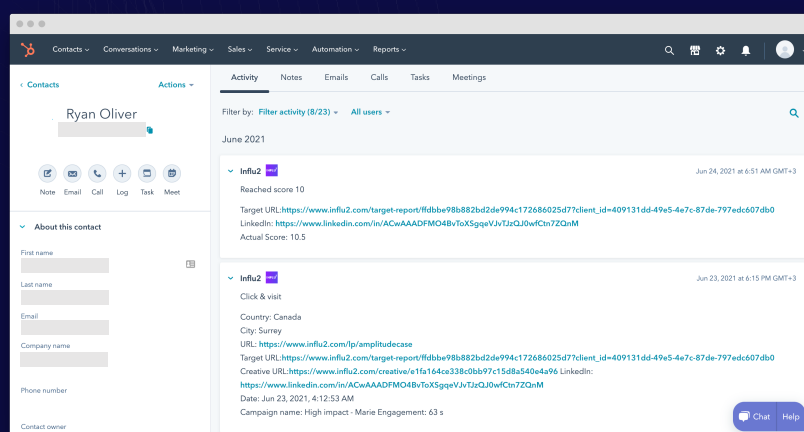 Contacts Conversations Marketing Sales Service Automation Reports
Contacts
Actions
Ryan Oliver
Note Email Call Log Task Meet
About this contact
First name
Last name
Email
Company name
Phone number
Contact owner
Activity Notes Emails Calls Tasks Meetings
Filter by: Filter activity (8/23) All users
June 2021
Influ2
Jun 24, 2021 at 6:51 AM GMT+3
Reached score 10
Target URL:https://www.influ2.com/target-report/ffdbbe98b882bd2de994c172686025d7?client_id=409131dd-49e5-4e7c-87de-797edc607db0
LinkedIn: https://www.linkedin.com/in/ACwAAADFMO4BvToXSgqeVJvTJzQJ0wfCtn7ZQnM
Actual Score: 10.5
Influ2
Jun 23, 2021 at 6:15 PM GMT+3
Click & visit
Country: Canada
City: Surrey
URL: https://www.influ2.com/lp/amplitudecase
Target URL:https://www.influ2.com/target-report/ffdbbe98b882bd2de994c172686025d7?client_id=409131dd-49e5-4e7c-87de-797edc607db0
Creative URL:https://www.influ2.com/creative/e1fa164ce338c0bb97c15d8a540e4a96 LinkedIn:
https://www.linkedin.com/in/ACwAAADFMO4BvToXSgqeVJvTJzQJ0wfCtn7ZQnM
Date: Jun 23, 2021, 4:12:53 AM
Campaign name: High impact - Marie Engagement: 63 s
Chat Help